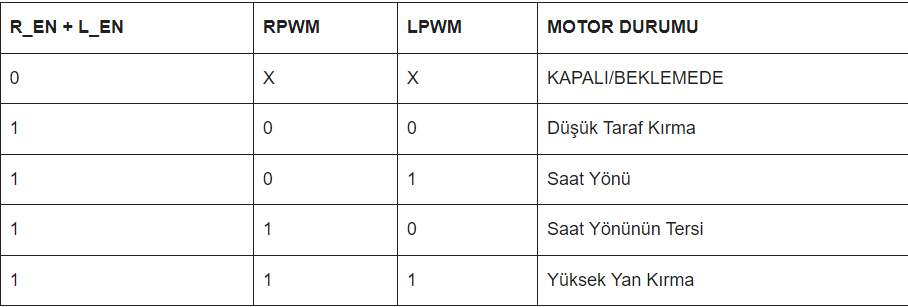 R_EN + L_EN RPWM LPWM MOTOR DURUMU
0 X X KAPALI/BEKLEMEDE
1 0 0 Düşük Taraf Kırma
1 0 1 Saat Yönü
1 1 0 Saat Yönünün Tersi
1 1 1 Yüksek Yan Kırma